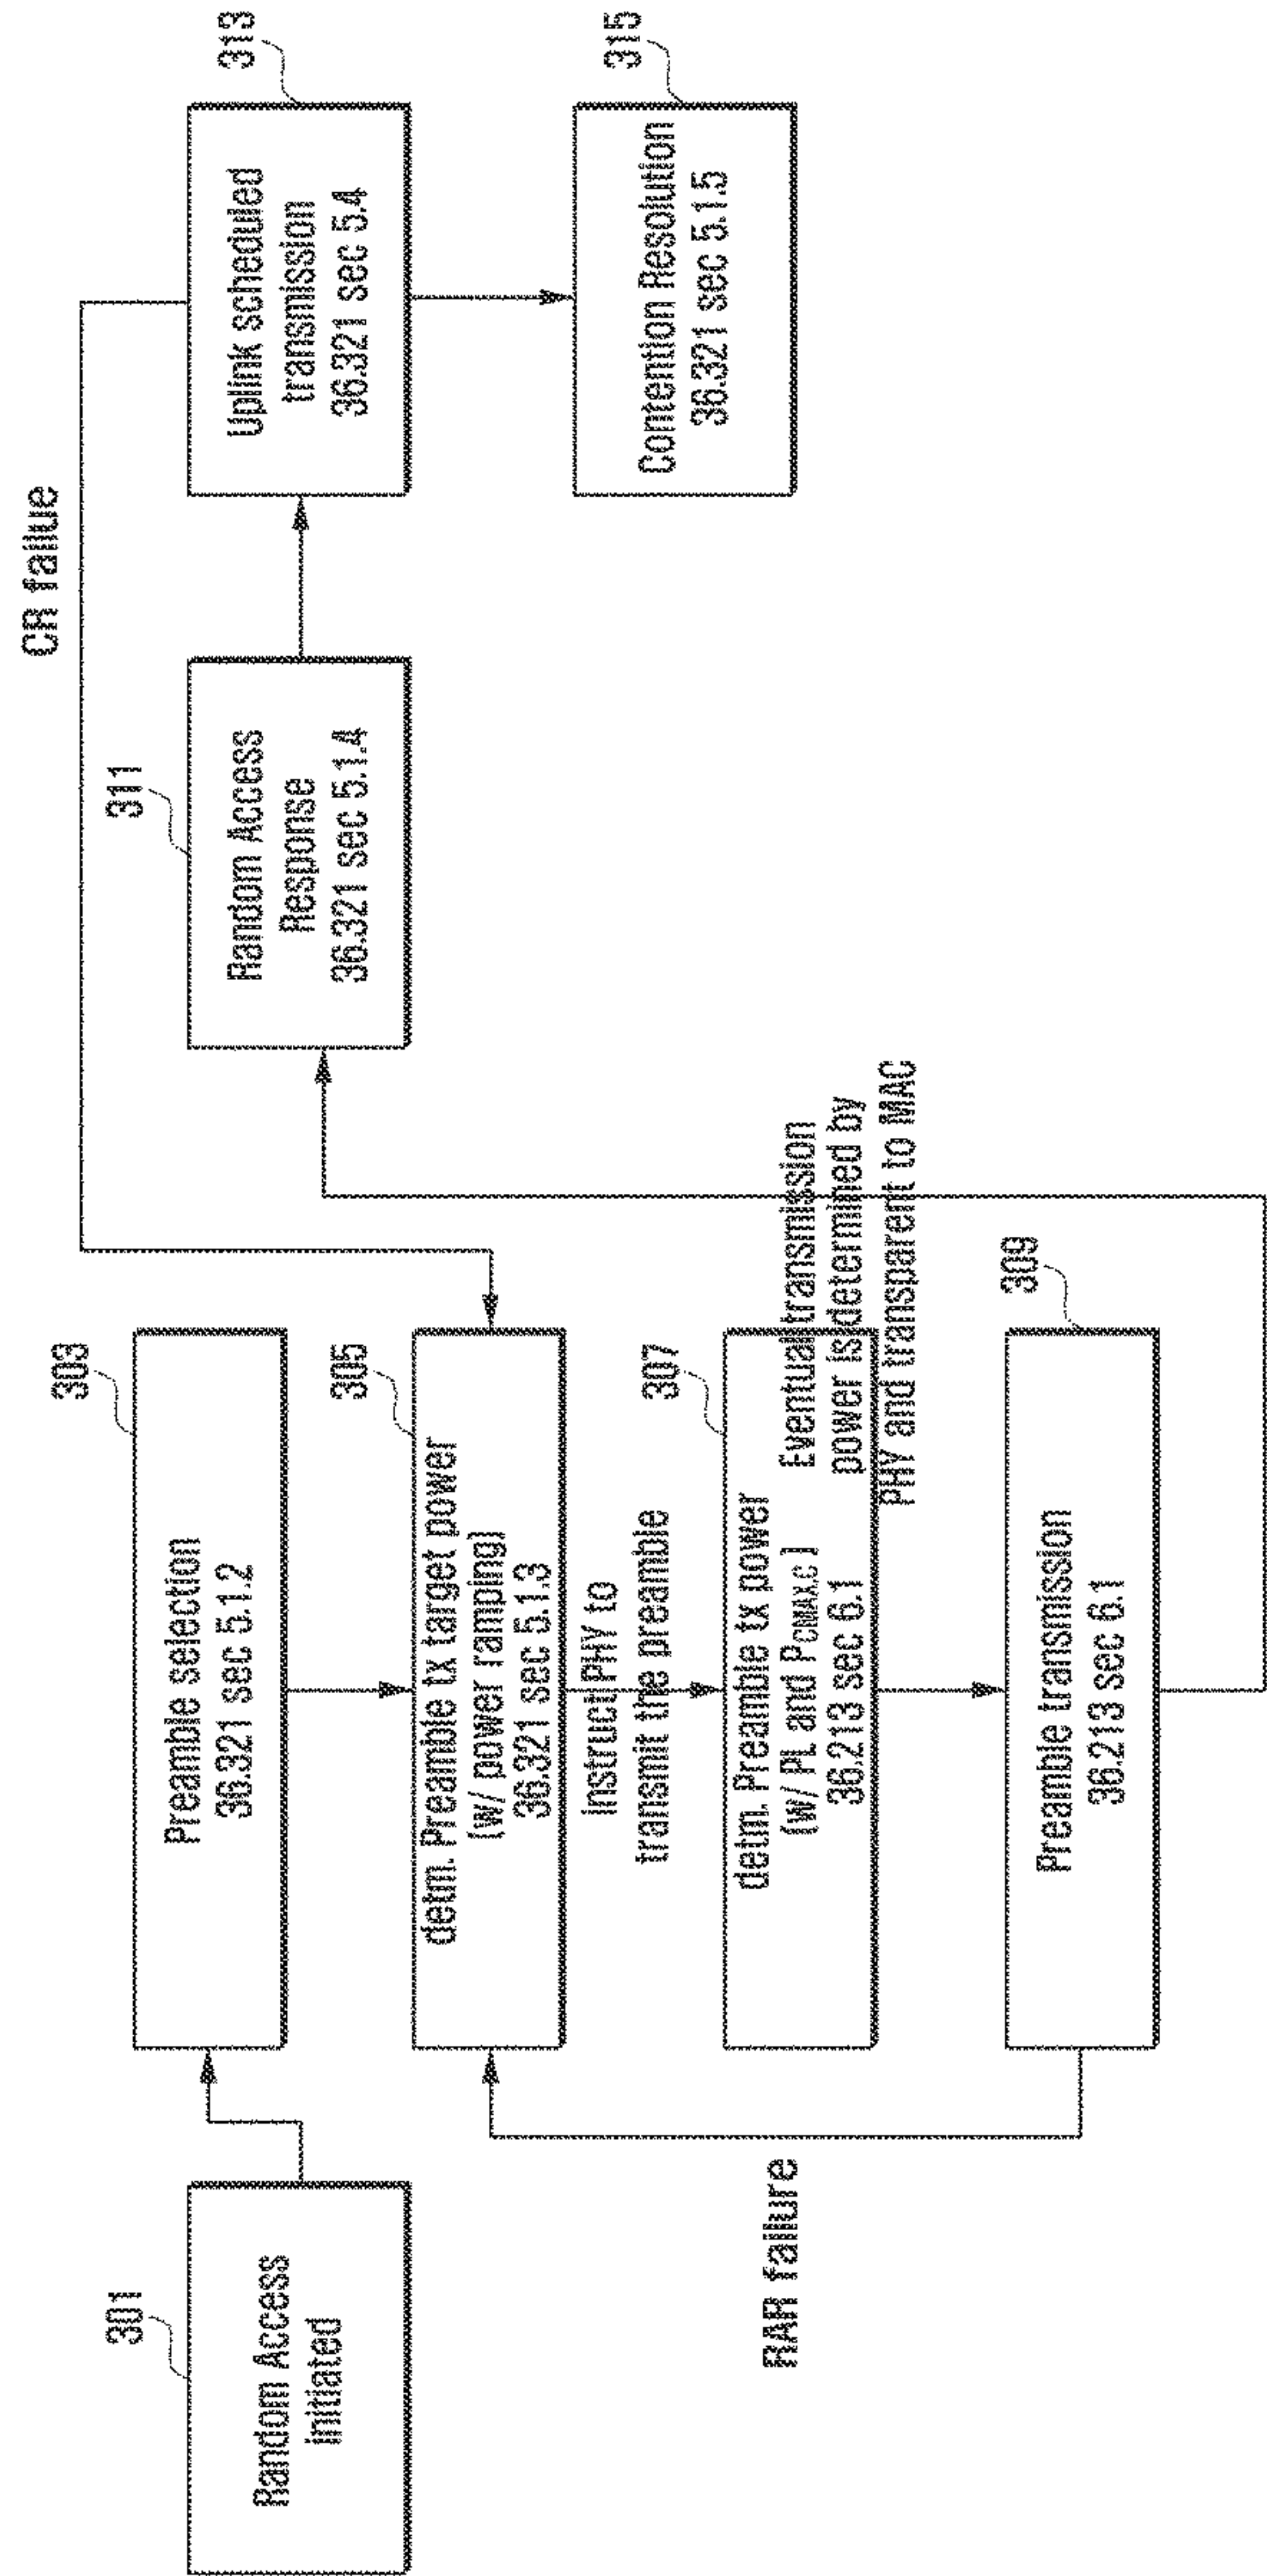 301
Random Access
initiated
303
Preamble selection
36.321 sec 5.1.2
305
detm. Preamble tx target power
(w/ power ramping)
36.321 sec 5.1.3
instruct PHY to
transmit the preamble
307
detm. Preamble tx power
(w/ PL and PCMAX,C ]
36.213 sec 6.1
Eventual transmission
power is determined by
PHY and transparent to MAC
309
Preamble transmission
36.213 sec 6.1
RAR failure
311
Random Access
Response
36.321 sec 5.1.4
CR failue
313
Uplink scheduled
transmission
36.321 sec 5.4
315
Contention Resolution
36.321 sec 5.1.5